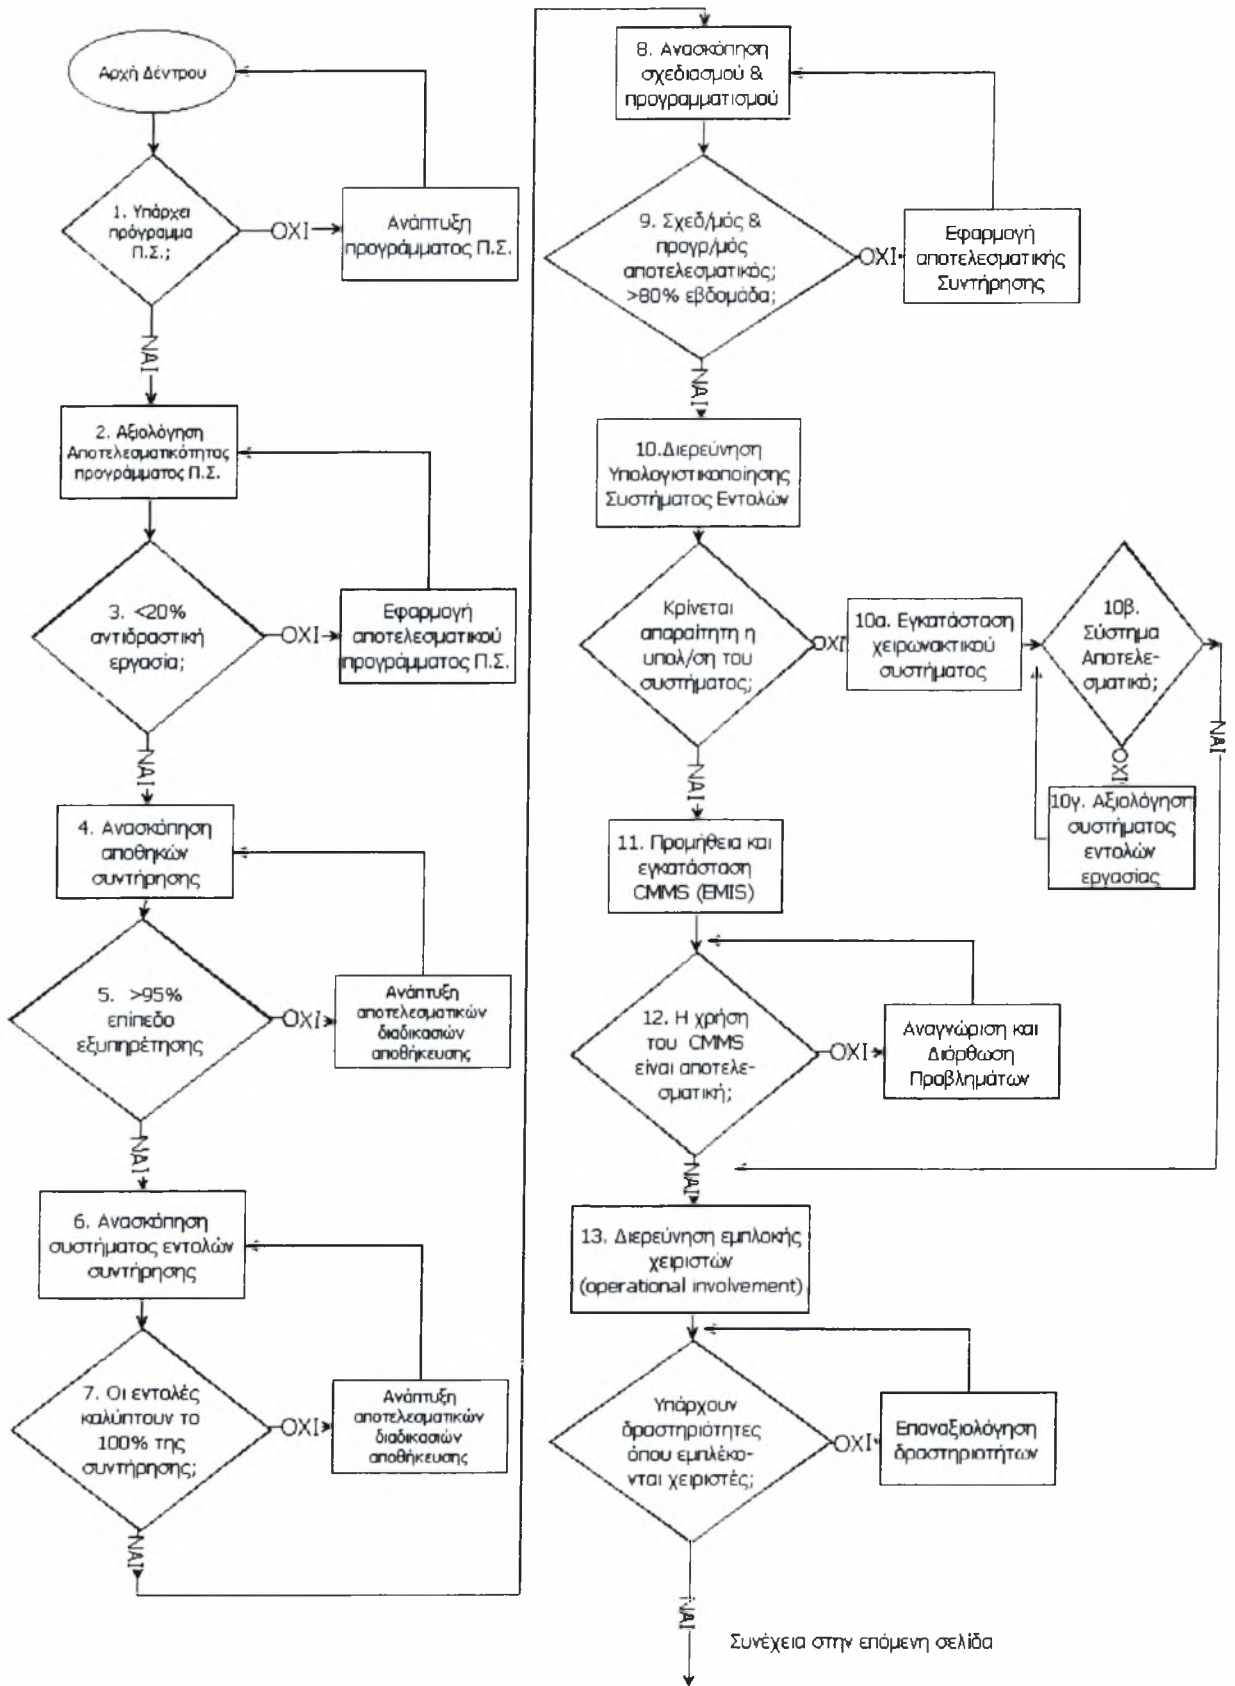 Αρχή Δέντρου
1. Υπάρχει
πρόγραμμα
Π.Σ.;
ΟΧΙ
Ανάπτυξη
προγράμματος Π.Σ.
ΝΑΙ
2. Αξιολόγηση
Αποτελεσματικότητας
προγράμματος Π.Σ.
3. <20%
αντιδραστική
εργασία;
ΟΧΙ
Εφαρμογή
αποτελεσματικού
προγράμματος Π.Σ.
ΝΑΙ
4. Ανασκόπηση
αποθηκών
συντήρησης
5. >95%
επίπεδο
εξυπηρέτησης
ΟΧΙ
Ανάπτυξη
αποτελεσματικών
διαδικασιών
αποθήκευσης
ΝΑΙ
6. Ανασκόπηση
συστήματος εντολών
συντήρησης
7. Οι εντολές
καλύπτουν το
100% της
συντήρησης;
ΟΧΙ
Ανάπτυξη
αποτελεσματικών
διαδικασιών
αποθήκευσης
ΝΑΙ
8. Ανασκόπηση
σχεδιασμού &
προγραμματισμού
9. Σχεδ/μός &
προγρ/μός
αποτελεσματικός;
>80% εβδομάδα;
ΟΧΙ
Εφαρμογή
αποτελεσματικής
Συντήρησης
ΝΑΙ
10.Διερεύνηση
Υπολογιστικοποίησης
Συστήματος Εντολών
Κρίνεται
απαραίτητη η
υπολ/ση του
συστήματος;
ΟΧΙ
10α. Εγκατάσταση
χειρωνακτικού
συστήματος
10β.
Σύστημα
Αποτελε-
σματικό;
ΝΑΙ
ΟΧΙ
10γ. Αξιολόγηση
συστήματος
εντολών
εργασίας
ΝΑΙ
11. Προμήθεια και
εγκατάσταση
CMMS (EMIS)
12. Η χρήση
του CMMS
είναι αποτελε-
σματική;
ΟΧΙ
Αναγνώριση και
Διόρθωση
Προβλημάτων
ΝΑΙ
13. Διερεύνηση εμπλοκής
χειριστών
(operational involvement)
Υπάρχουν
δραστηριότητες
όπου εμπλέκο-
νται χειριστές;
ΟΧΙ
Επαναξιολόγηση
δραστηριοτήτων
ΝΑΙ
Συνέχεια στην επόμενη σελίδα